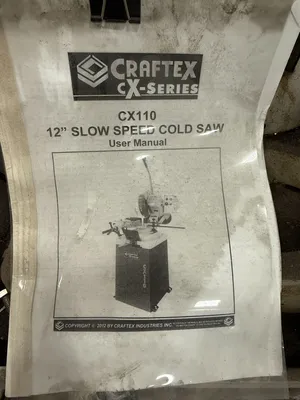 CRAFTEX
CX-SERIES
CX110
12” SLOW SPEED COLD SAW
User Manual
COPYRIGHT © 2012 BY CRAFTEX INDUSTRIES INC.